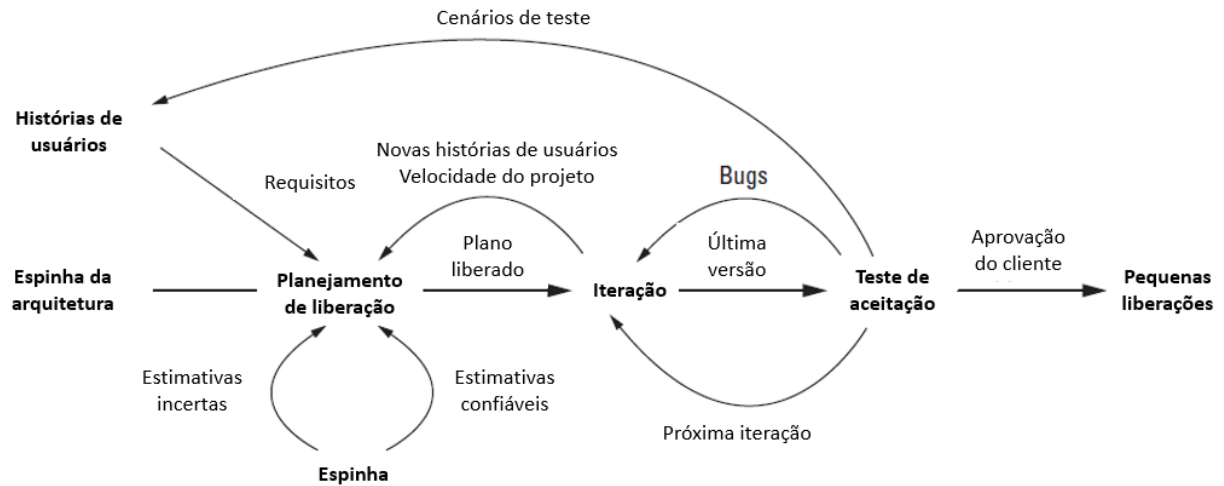 Cenários de teste
Histórias de
usuários
Novas histórias de usuários
Velocidade do projeto
Bugs
Requisitos
Espinha da
arquitetura
Planejamento
de liberação
Plano
liberado
Iteração
Última
versão
Teste de
aceitação
Aprovação
do cliente
Pequenas
liberações
Estimativas
incertas
Estimativas
confiáveis
Próxima iteração
Espinha